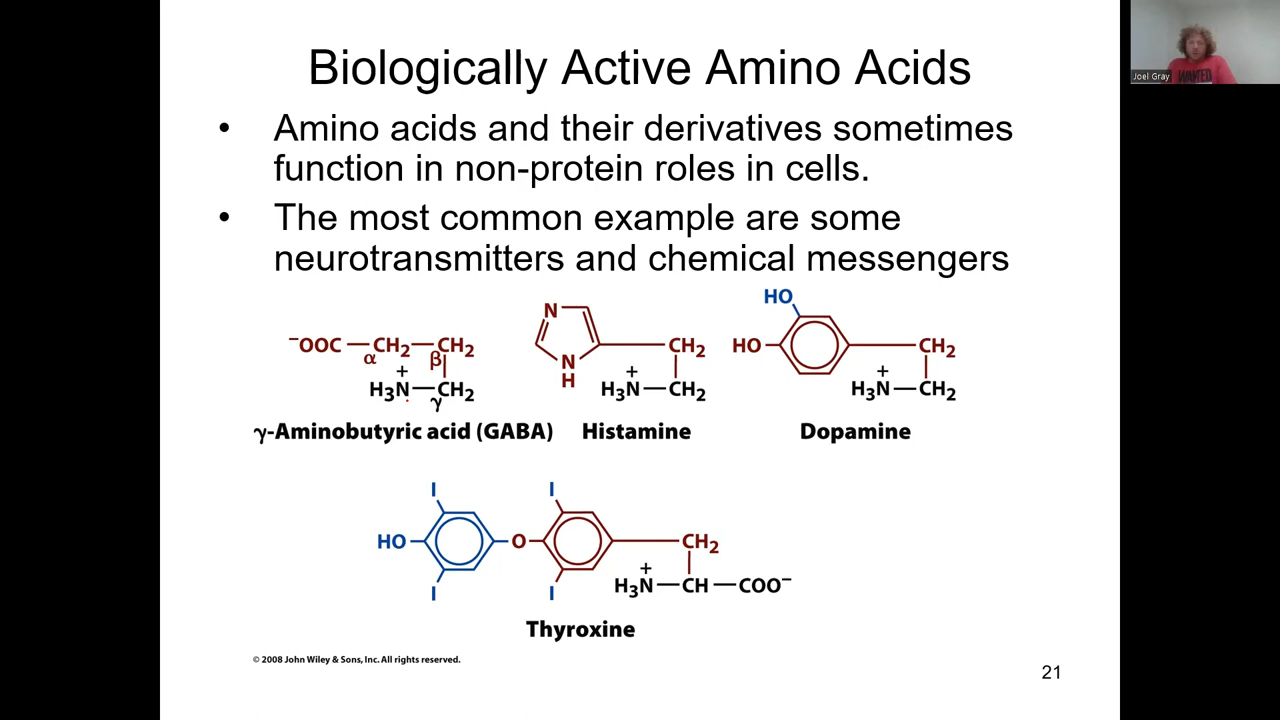 Biologically Active Amino Acids
Joel Gray
WANTED
• Amino acids and their derivatives sometimes
function in non-protein roles in cells.
• The most common example are some
neurotransmitters and chemical messengers
⁻OOC—CH₂—CH₂
α β
+
H₃N—CH₂
γ
γ-Aminobutyric acid (GABA)
N
N
H
CH₂
+
H₃N—CH₂
Histamine
HO
HO
CH₂
+
H₃N—CH₂
Dopamine
I I
HO O CH₂
+
H₃N—CH—COO⁻
I I
Thyroxine
© 2008 John Wiley & Sons, Inc. All rights reserved.
21